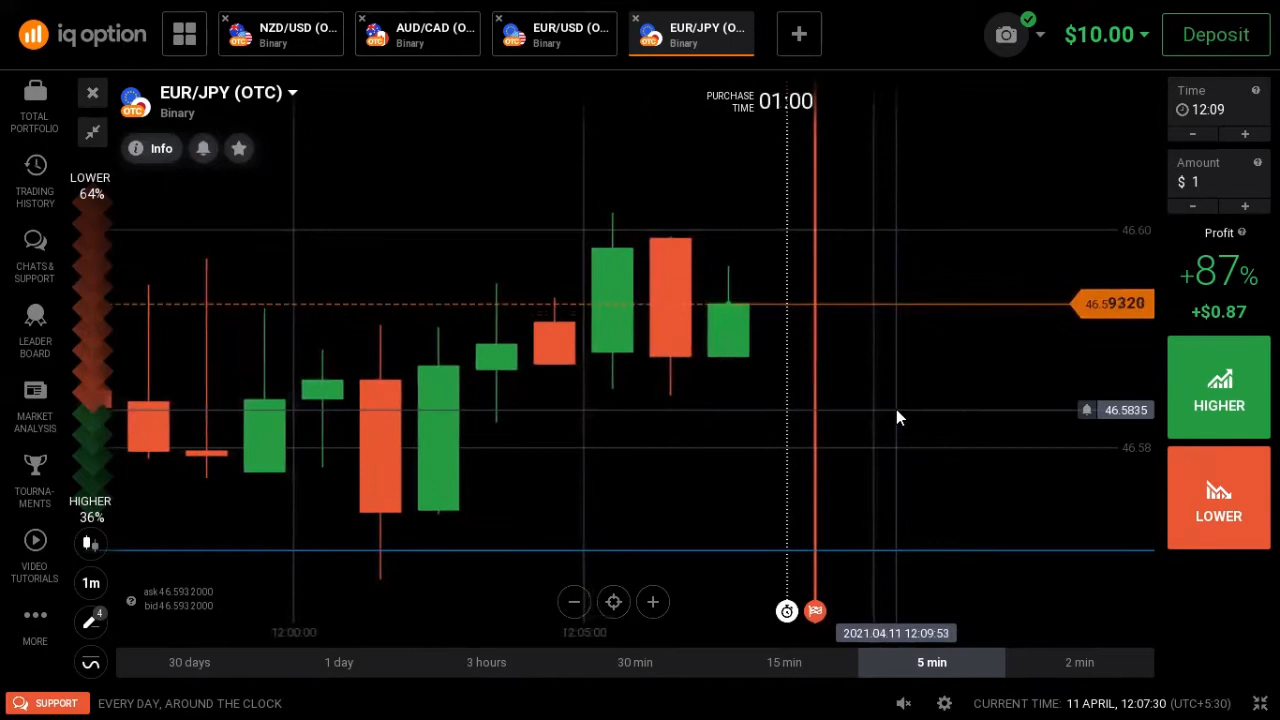 iq option
NZD/USD (O...
Binary
AUD/CAD (O...
Binary
EUR/USD (O...
Binary
EUR/JPY (O...
Binary
+
$10.00
Deposit
TOTAL
PORTFOLIO
TRADING
HISTORY
CHATS &
SUPPORT
LEADER
BOARD
MARKET
ANALYSIS
TOURNA-
MENTS
VIDEO
TUTORIALS
MORE
OTC
EUR/JPY (OTC)
Binary
Info
LOWER
64%
HIGHER
36%
1m
4
PURCHASE
TIME
01:00
46.60
46.59320
46.5835
46.58
ask 46.5932000
bid 46.5932000
12:00:00
12:05:00
2021.04.11 12:09:53
30 days
1 day
3 hours
30 min
15 min
5 min
2 min
Time
12:09
- +
Amount
$ 1
- +
Profit
+87%
+$0.87
HIGHER
LOWER
SUPPORT
EVERY DAY, AROUND THE CLOCK
CURRENT TIME: 11 APRIL, 12:07:30 (UTC+5:30)